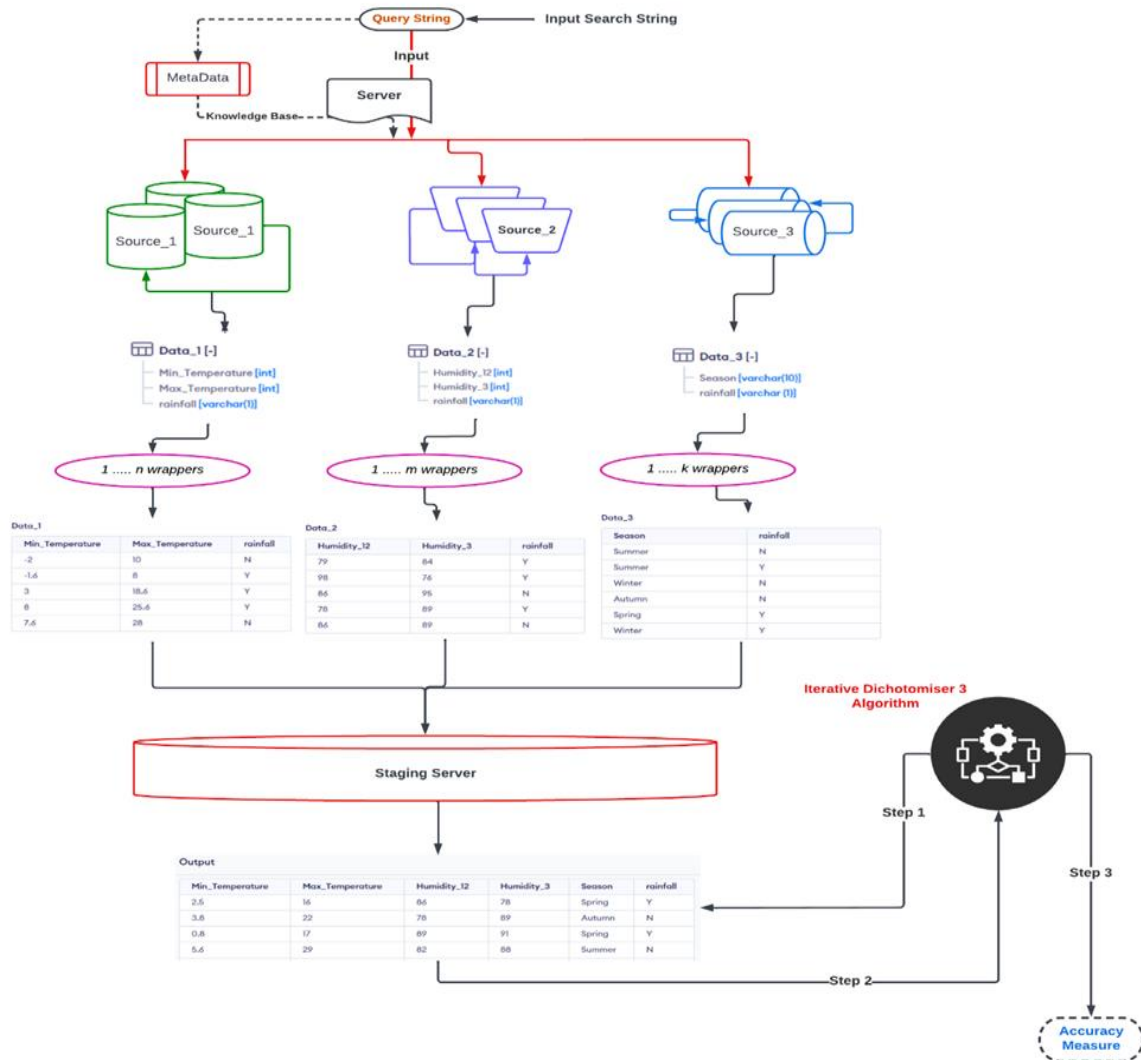 Query String
Input Search String
Input
MetaData
Server
Knowledge Base
Source_1
Source_1
Source_2
Source_3
Data_1 [-]
Min_Temperature [int]
Max_Temperature [int]
rainfall [varchar(1)]
Data_2 [-]
Humidity_12 [int]
Humidity_3 [int]
rainfall [varchar(1)]
Data_3 [-]
Season [varchar(10)]
rainfall [varchar (1)]
1 ..... n wrappers
1 ..... m wrappers
1 ..... k wrappers
Data_1
Min_Temperature Max_Temperature rainfall
-2 10 N
-1.6 8 Y
3 18.6 Y
8 25.6 Y
7.6 28 N
Data_2
Humidity_12 Humidity_3 rainfall
79 84 Y
98 76 Y
86 95 N
78 89 Y
86 89 N
Data_3
Season rainfall
Summer N
Summer Y
Winter N
Autumn N
Spring Y
Winter Y
Iterative Dichotomiser 3
Algorithm
Staging Server
Step 1
Step 3
Output
Min_Temperature Max_Temperature Humidity_12 Humidity_3 Season rainfall
2.5 16 86 78 Spring Y
3.8 22 78 89 Autumn N
0.8 17 89 91 Spring Y
5.6 29 82 88 Summer N
Step 2
Accuracy
Measure